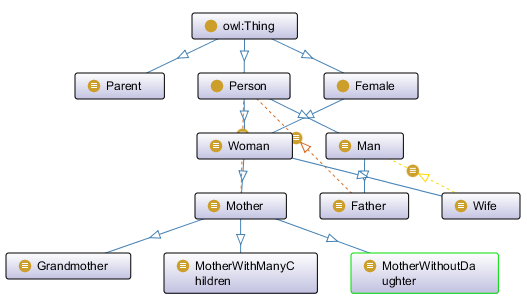 owl:Thing
Parent
Person
Female
Woman
Man
Mother
Father
Wife
Grandmother
MotherWithManyC
hildren
MotherWithoutDa
ughter